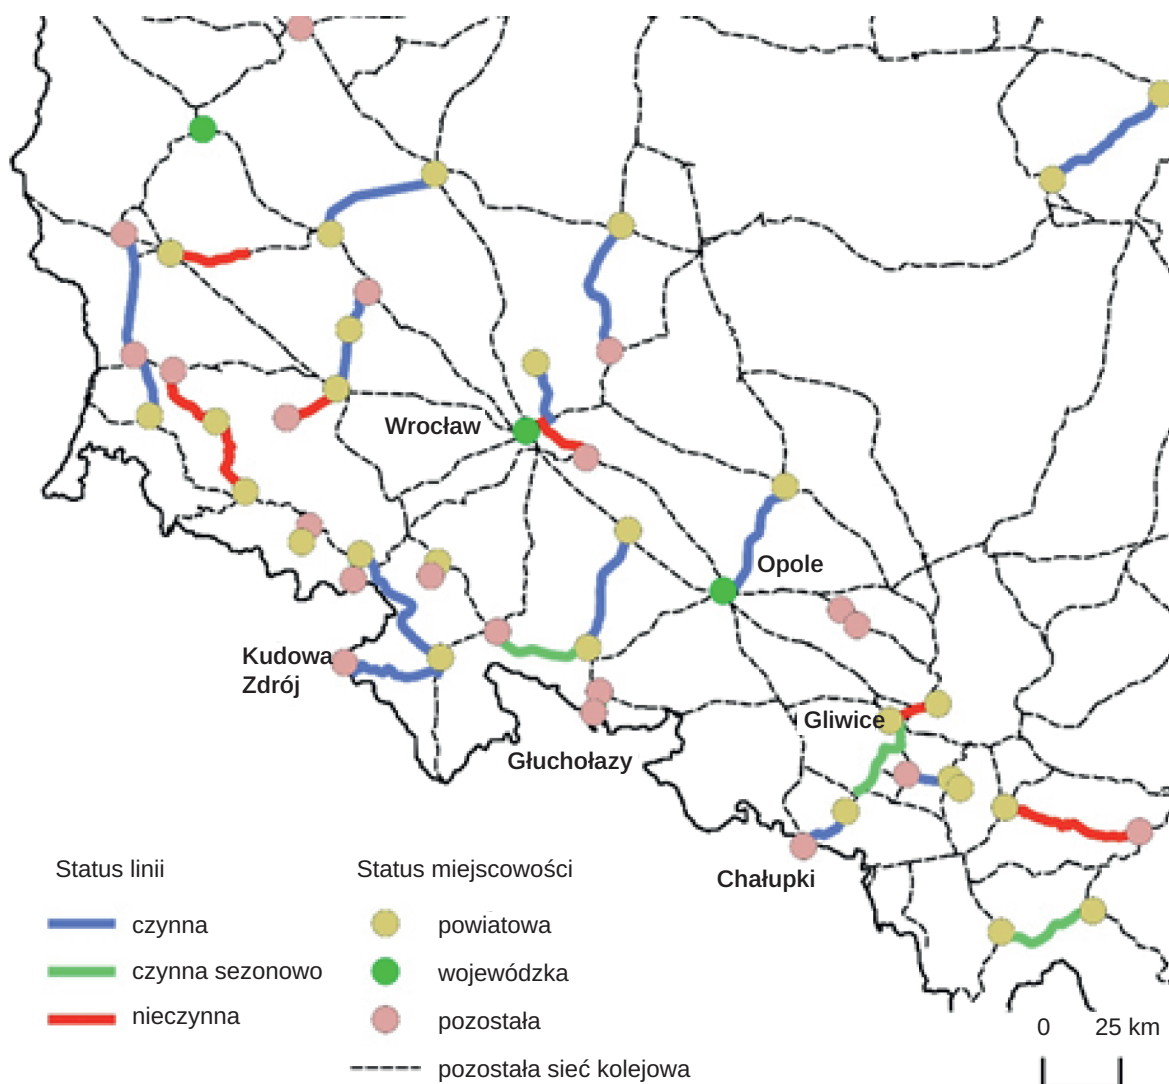 Wrocław
Opole
Kudowa
Zdrój
Gliwice
Głuchołazy
Chałupki
Status linii
czynna
czynna sezonowo
nieczynna
Status miejscowości
powiatowa
wojewódzka
pozostała
pozostała sieć kolejowa
0 25 km